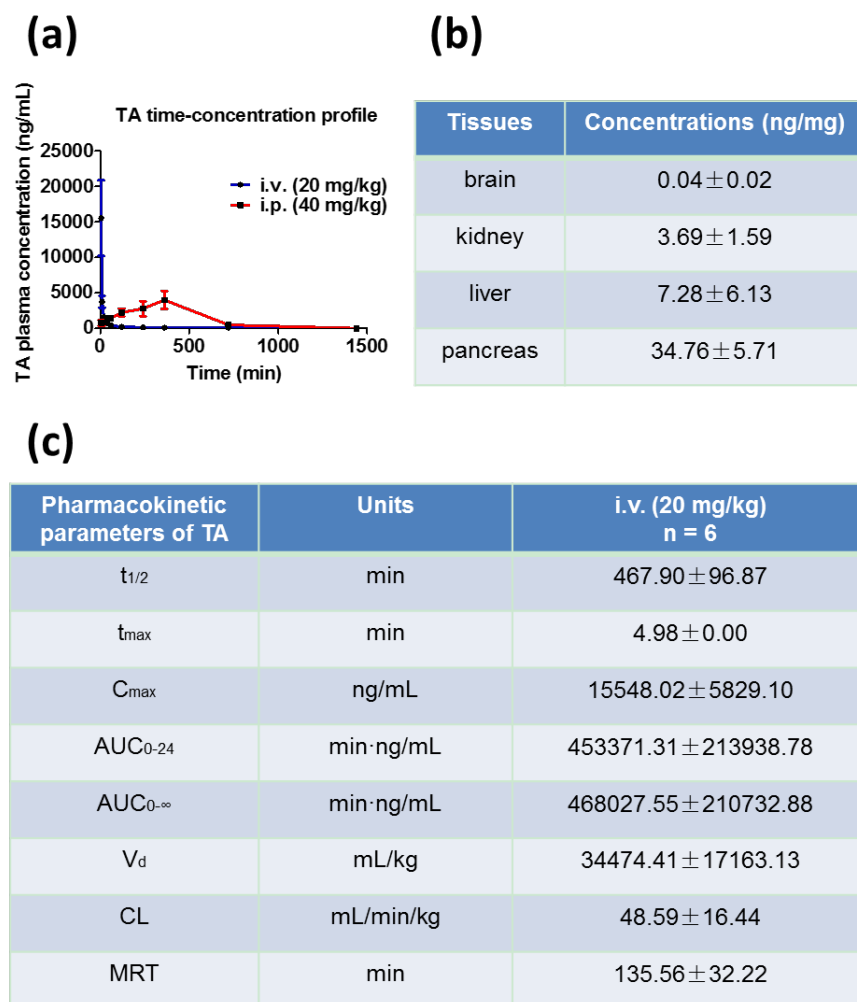 (a)
TA time-concentration profile
TA plasma concentration (ng/mL)
25000
20000
15000
10000
5000
0
i.v. (20 mg/kg)
i.p. (40 mg/kg)
0 500 1000 1500
Time (min)
(b)
Tissues Concentrations (ng/mg)
brain 0.04±0.02
kidney 3.69±1.59
liver 7.28±6.13
pancreas 34.76±5.71
(c)
Pharmacokinetic Units i.v. (20 mg/kg)
parameters of TA n = 6
t1/2 min 467.90±96.87
tmax min 4.98±0.00
Cmax ng/mL 15548.02±5829.10
AUC0-24 min·ng/mL 453371.31±213938.78
AUC0-∞ min·ng/mL 468027.55±210732.88
Vd mL/kg 34474.41±17163.13
CL mL/min/kg 48.59±16.44
MRT min 135.56±32.22